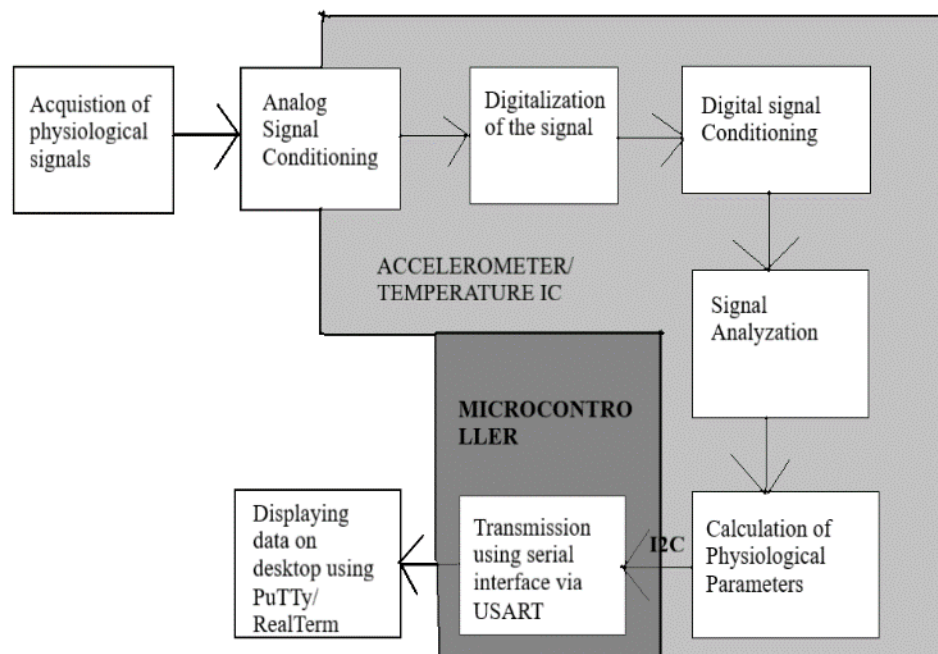 Acquistion of
physiological
signals
Analog
Signal
Conditioning
Digitalization
of the signal
Digital signal
Conditioning
ACCELEROMETER/
TEMPERATURE IC
Signal
Analyzation
MICROCONTRO
LLER
Displaying
data on
desktop using
PuTTy/
RealTerm
Transmission
using serial
interface via
USART
I2C
Calculation of
Physiological
Parameters